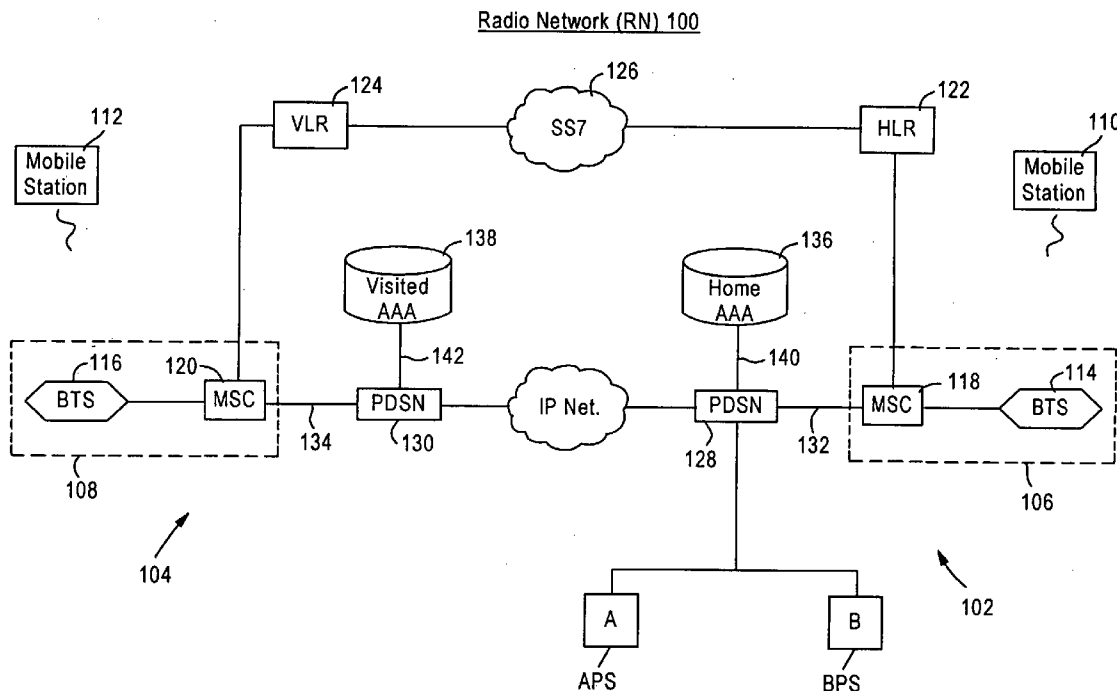 Radio Network (RN) 100
126
124
122
112
110
VLR
SS7
HLR
Mobile
Station
Mobile
Station
138
136
Visited
AAA
Home
AAA
116
120
142
140
118
114
BTS
MSC
PDSN
IP Net.
PDSN
MSC
BTS
134
130
128
132
108
106
104
102
A
B
APS
BPS